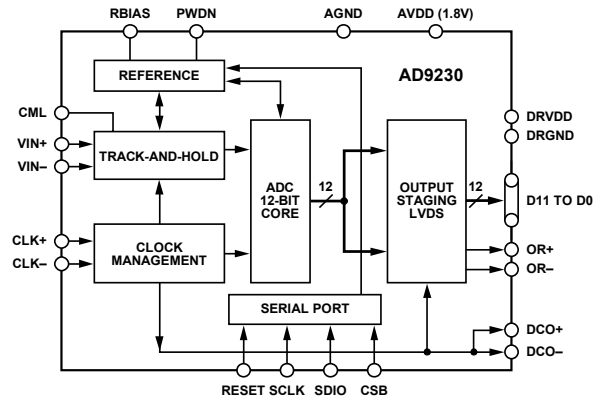 RBIAS PWDN AGND AVDD (1.8V)
REFERENCE
AD9230
CML
DRVDD
DRGND
VIN+
VIN–
TRACK-AND-HOLD
ADC
12-BIT
CORE
12
OUTPUT
STAGING
LVDS
12
D11 TO D0
CLK+
CLK–
CLOCK
MANAGEMENT
OR+
OR–
SERIAL PORT
DCO+
DCO–
RESET SCLK SDIO CSB